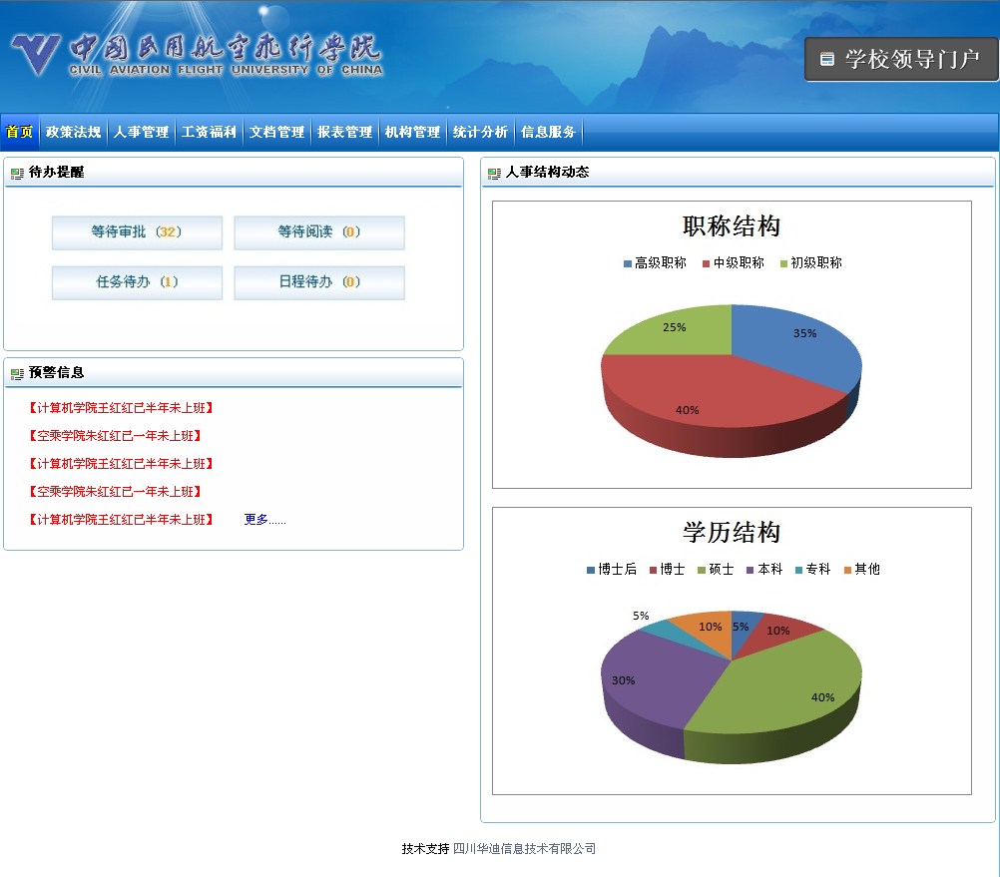 中國民用航空飛行學院
CIVIL AVIATION FLIGHT UNIVERSITY OF CHINA
学校领导门户
首页 政策法规 人事管理 工资福利 文档管理 报表管理 机构管理 统计分析 信息服务
待办提醒
等待审批 (32) 等待阅读 (0)
任务待办 (1) 日程待办 (0)
预警信息
【计算机学院王红红已半年未上班】
【空乘学院朱红红已一年未上班】
【计算机学院王红红已半年未上班】
【空乘学院朱红红已一年未上班】
【计算机学院王红红已半年未上班】 更多......
人事结构动态
职称结构
高级职称 中级职称 初级职称
25% 35%
40%
学历结构
博士后 博士 硕士 本科 专科 其他
5% 10% 5% 10%
30% 40%
技术支持 四川华迪信息技术有限公司